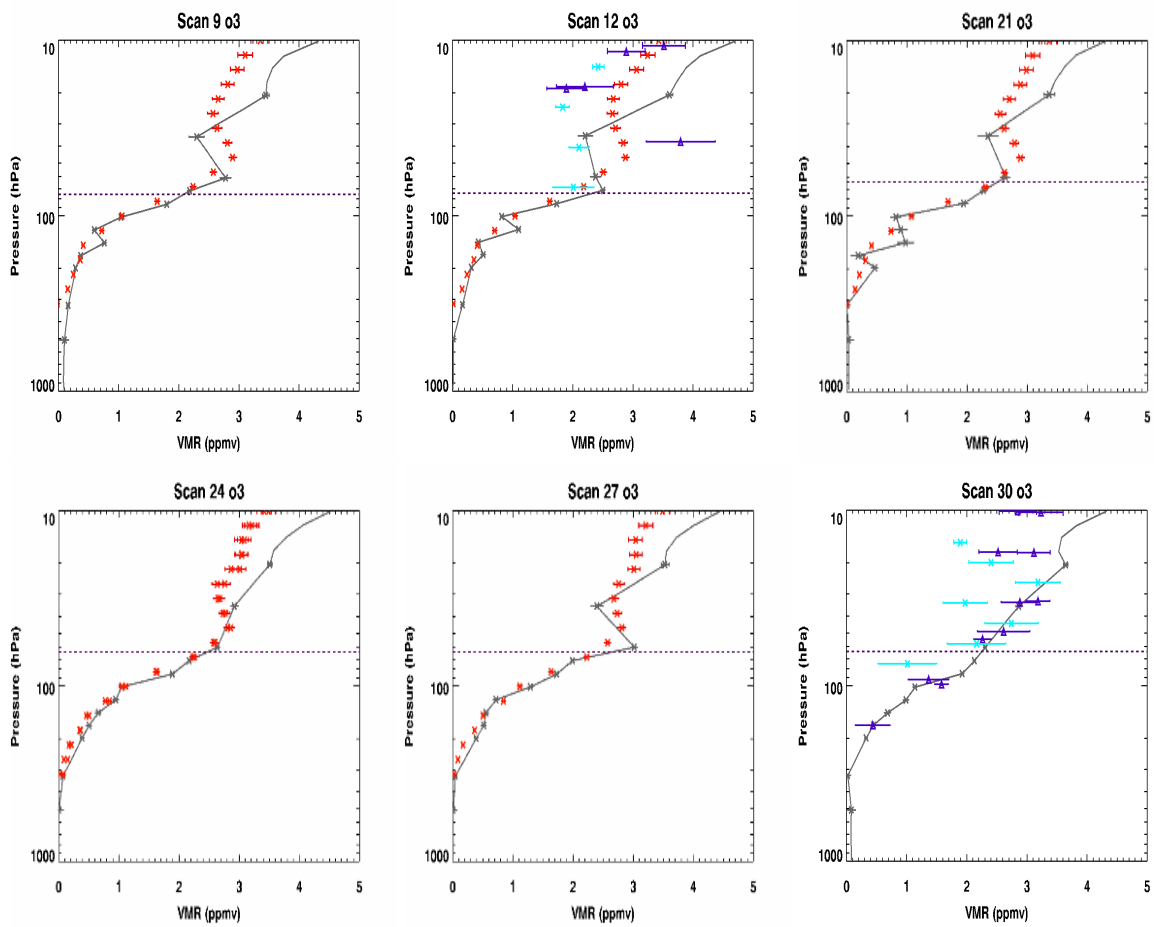 Scan 9 o3
10
100
1000
Pressure (hPa)
0 1 2 3 4 5
VMR (ppmv)
Scan 12 o3
10
100
1000
Pressure (hPa)
0 1 2 3 4 5
VMR (ppmv)
Scan 21 o3
10
100
1000
Pressure (hPa)
0 1 2 3 4 5
VMR (ppmv)
Scan 24 o3
10
100
1000
Pressure (hPa)
0 1 2 3 4 5
VMR (ppmv)
Scan 27 o3
10
100
1000
Pressure (hPa)
0 1 2 3 4 5
VMR (ppmv)
Scan 30 o3
10
100
1000
Pressure (hPa)
0 1 2 3 4 5
VMR (ppmv)